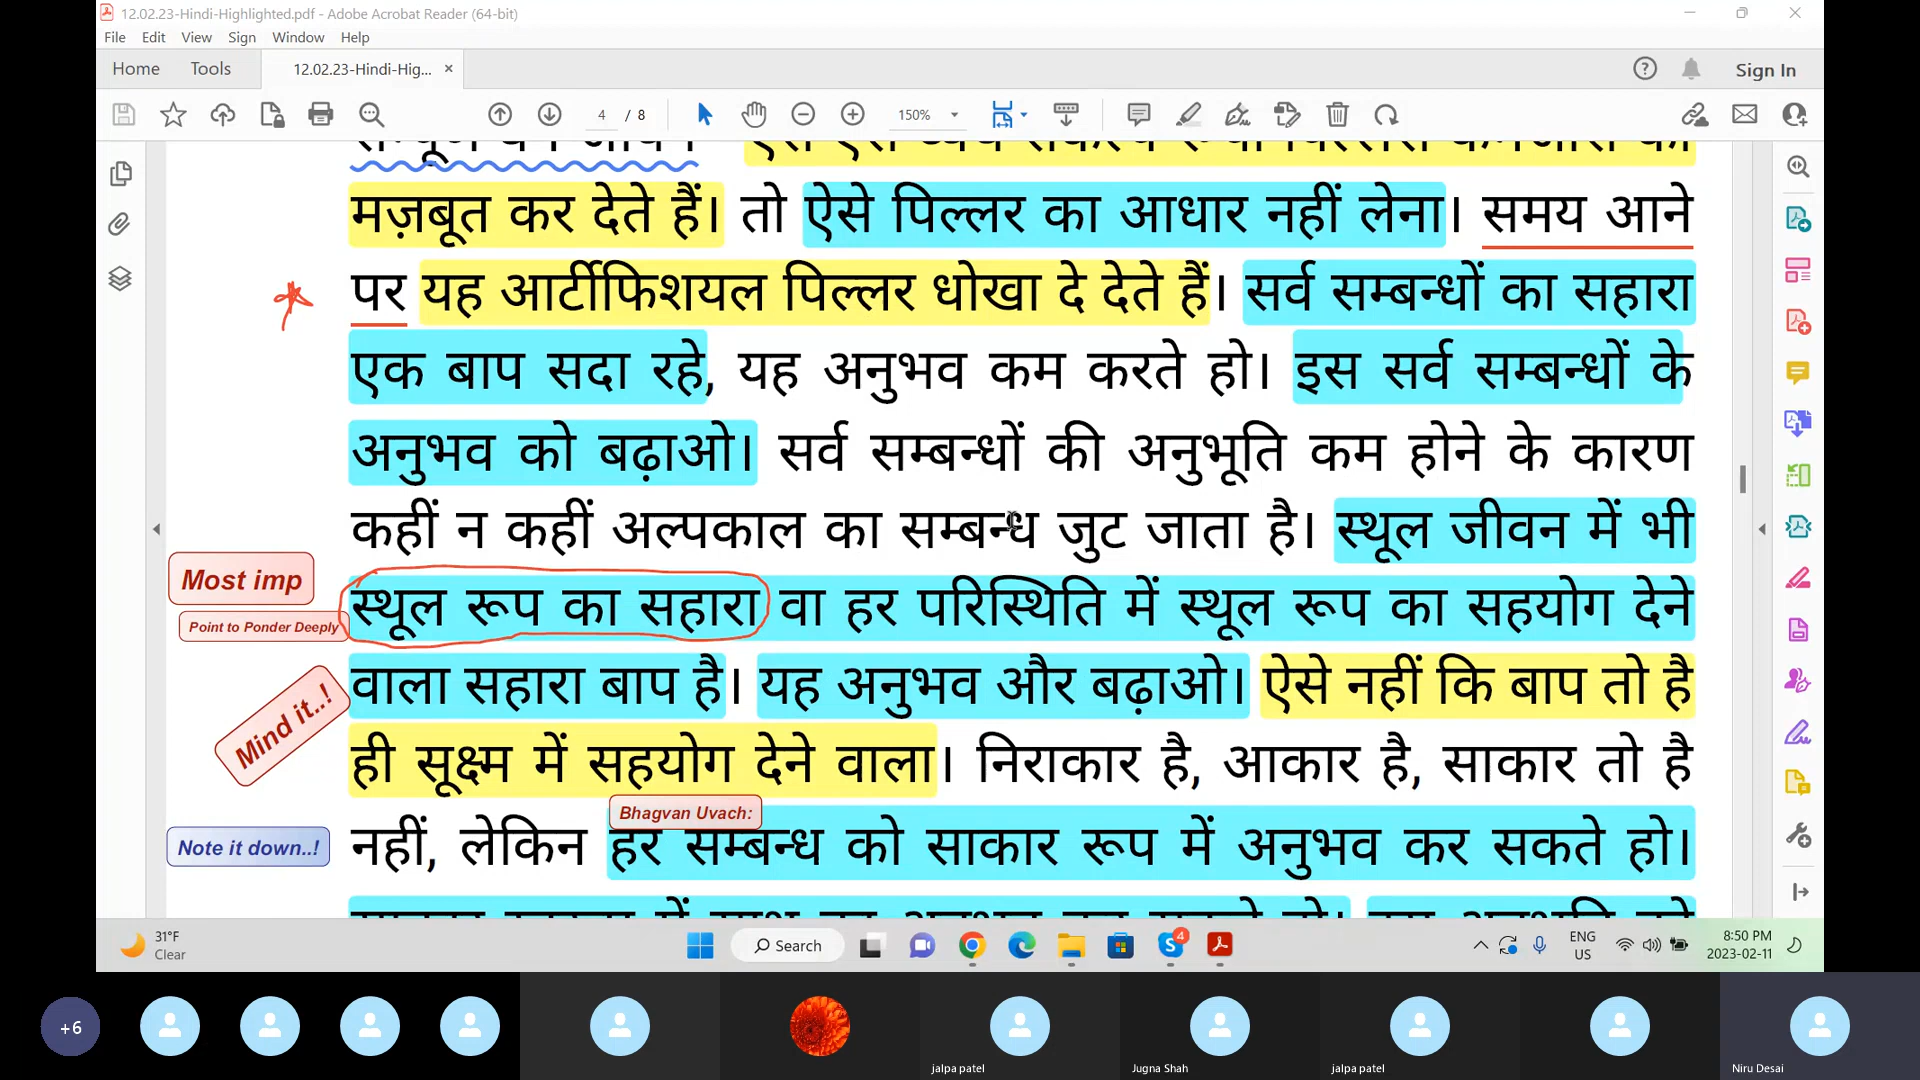 12.02.23-Hindi-Highlighted.pdf - Adobe Acrobat Reader (64-bit)
File Edit View Sign Window Help
Home Tools 12.02.23-Hindi-Hig... × Sign In
4 / 8 150%
मज़बूत कर देते हैं। तो ऐसे पिल्लर का आधार नहीं लेना। समय आने
पर यह आर्टीफिशयल पिल्लर धोखा दे देते हैं। सर्व सम्बन्धों का सहारा
एक बाप सदा रहे, यह अनुभव कम करते हो। इस सर्व सम्बन्धों के
अनुभव को बढ़ाओ। सर्व सम्बन्धों की अनुभूति कम होने के कारण
कहीं न कहीं अल्पकाल का सम्बन्ध जुट जाता है। स्थूल जीवन में भी
Most imp
स्थूल रूप का सहारा वा हर परिस्थिति में स्थूल रूप का सहयोग देने
Point to Ponder Deeply
वाला सहारा बाप है। यह अनुभव और बढ़ाओ। ऐसे नहीं कि बाप तो है
Mind it..!
ही सूक्ष्म में सहयोग देने वाला। निराकार है, आकार है, साकार तो है
Bhagvan Uvach:
Note it down..!
नहीं, लेकिन हर सम्बन्ध को साकार रूप में अनुभव कर सकते हो।
31°F
Clear
Search
4
ENG
US
8:50 PM
2023-02-11
+6
jalpa patel
Jugna Shah
jalpa patel
Niru Desai